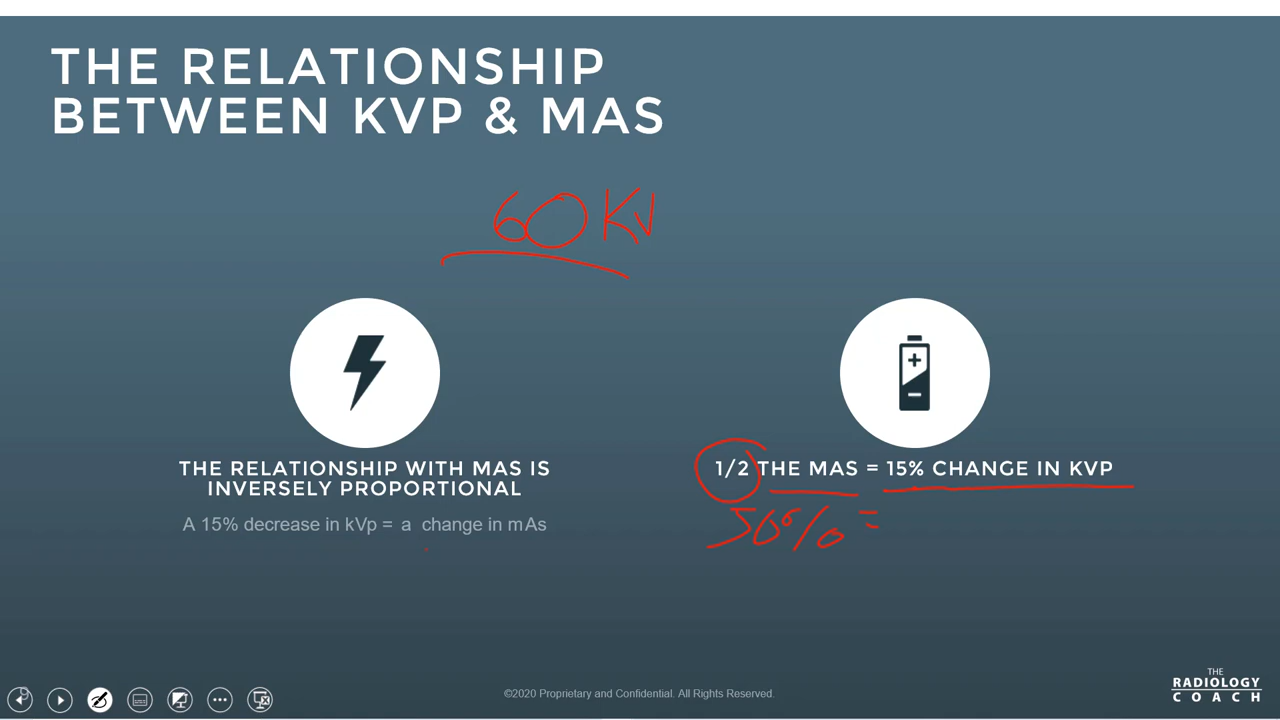 THE RELATIONSHIP
BETWEEN KVP & MAS
60 KV
THE RELATIONSHIP WITH MAS IS
INVERSELY PROPORTIONAL
A 15% decrease in kVp = a change in mAs
1/2 THE MAS = 15% CHANGE IN KVP
50% =
©2020 Proprietary and Confidential. All Rights Reserved.
THE
RADIOLOGY
COACH